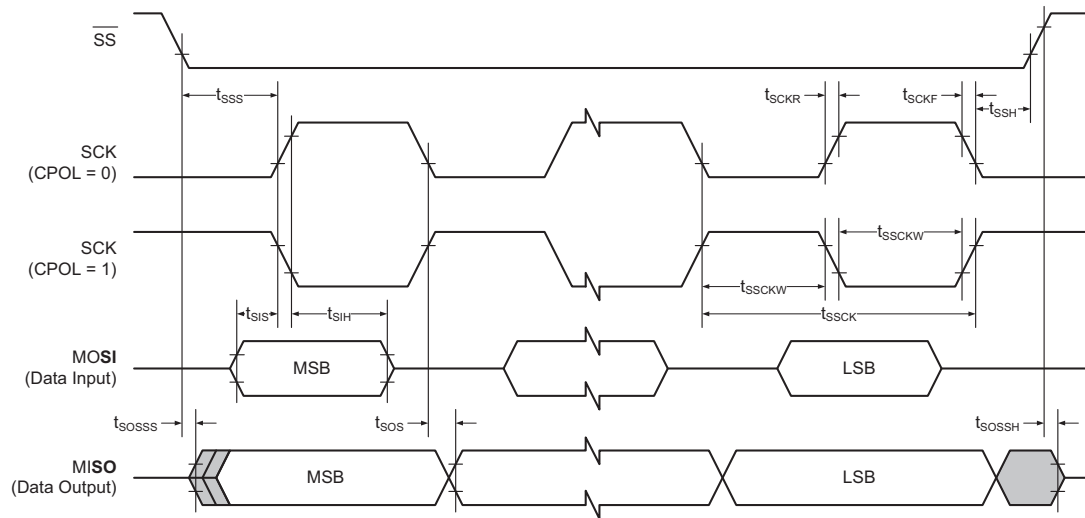 SS
tSSS
tSCKR
tSCKF
tSSH
SCK
(CPOL = 0)
SCK
(CPOL = 1)
tSSCKW
tSSCKW
tSSCK
tSIS
tSIH
MOSI
(Data Input)
MSB
LSB
tSOSSS
tSOS
tSOSSH
MISO
(Data Output)
MSB
LSB